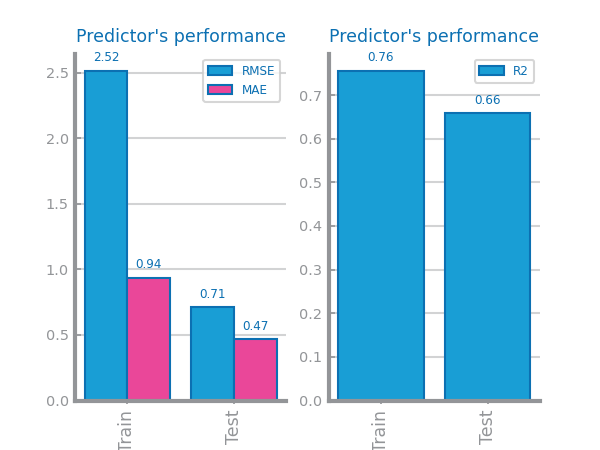 Predictor's performance
2.52
RMSE
MAE
0.94
0.71
0.47
2.5
2.0
1.5
1.0
0.5
0.0
Train
Test
Predictor's performance
0.76
R2
0.66
0.7
0.6
0.5
0.4
0.3
0.2
0.1
0.0
Train
Test